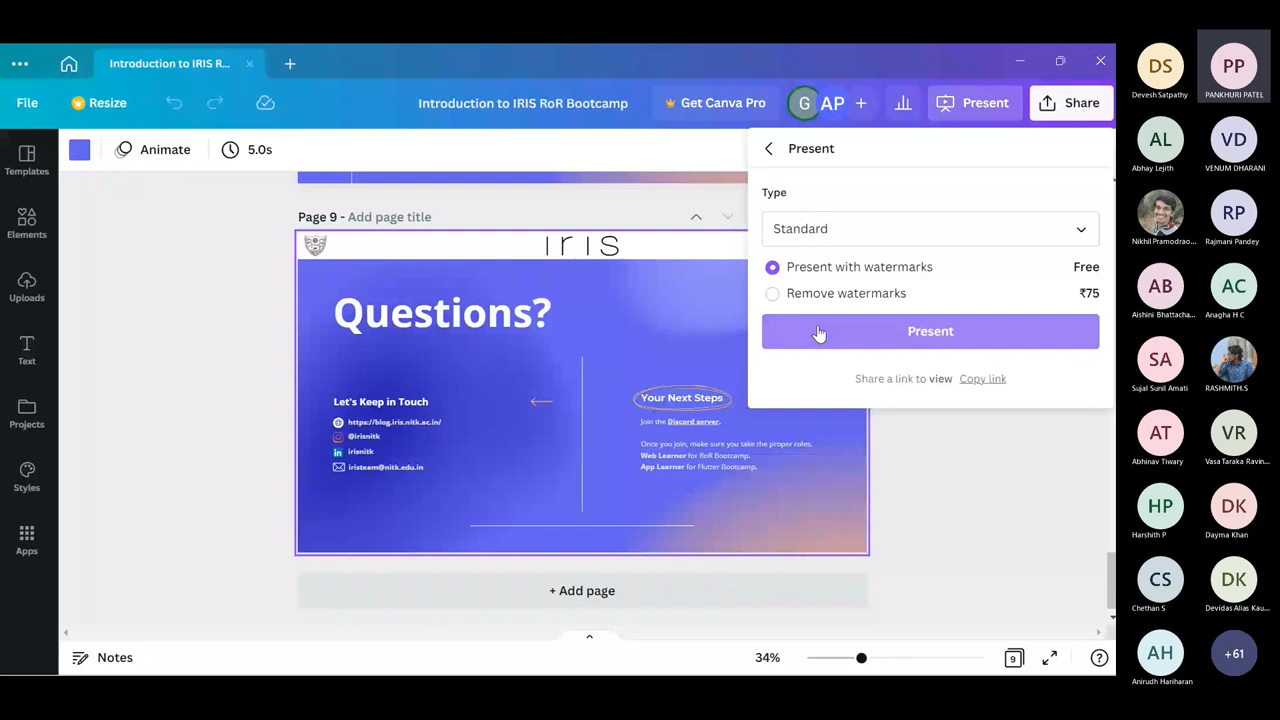 Introduction to IRIS R...
File
Resize
Introduction to IRIS RoR Bootcamp
Get Canva Pro
G
AP
Present
Share
Animate
5.0s
Templates
Elements
Uploads
Text
Projects
Styles
Apps
Page 9 - Add page title
iris
Questions?
Let's Keep in Touch
https://blog.iris.nitk.ac.in/
@irisnitk
irisnitk
iristeam@nitk.edu.in
Your Next Steps
Join the Discord server.
Once you join, make sure you take the proper roles.
Web Learner for RoR Bootcamp.
App Learner for Flutter Bootcamp.
+ Add page
Present
Type
Standard
Present with watermarks Free
Remove watermarks ₹75
Present
Share a link to view Copy link
Notes
34%
9
DS
Devesh Satpathy
PP
PANKHURI PATEL
AL
Abhay Lejith
VD
VENUM DHARANI
Nikhil Pramodrao...
RP
Rajmani Pandey
AB
Aishini Bhattacha...
AC
Anagha H C
SA
Sujal Sunil Amati
RASHMITH.S
AT
Abhinav Tiwary
VR
Vasa Taraka Ravin...
HP
Harshith P
DK
Dayma Khan
CS
Chethan S
DK
Devidas Alias Kau...
AH
Anirudh Hariharan
+61